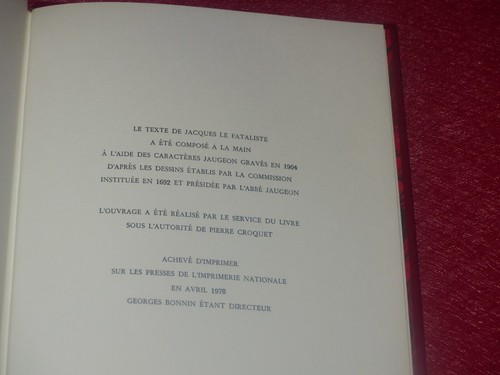 LE TEXTE DE JACQUES LE FATALISTE
A ÉTÉ COMPOSÉ A LA MAIN
À L'AIDE DES CARACTÈRES JAUGEON GRAVÉS EN 1904
D'APRÈS LES DESSINS ÉTABLIS PAR LA COMMISSION
INSTITUÉE EN 1692 ET PRÉSIDÉE PAR L'ABBÉ JAUGEON
L'OUVRAGE A ÉTÉ RÉALISÉ PAR LE SERVICE DU LIVRE
SOUS L'AUTORITÉ DE PIERRE CROQUET
ACHEVÉ D'IMPRIMER
SUR LES PRESSES DE L'IMPRIMERIE NATIONALE
EN AVRIL 1978
GEORGES BONNIN ÉTANT DIRECTEUR